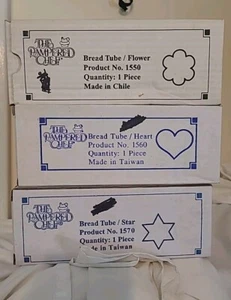 THE
PAMPERED
CHEF
Bread Tube / Flower
Product No. 1550
Quantity: 1 Piece
Made in Chile
THE
PAMPERED
CHEF
Bread Tube / Heart
Product No. 1560
Quantity: 1 Piece
Made in Taiwan
THE
PAMPERED
CHEF
Bread Tube / Star
Product No. 1570
Quantity: 1 Piece
Made in Taiwan